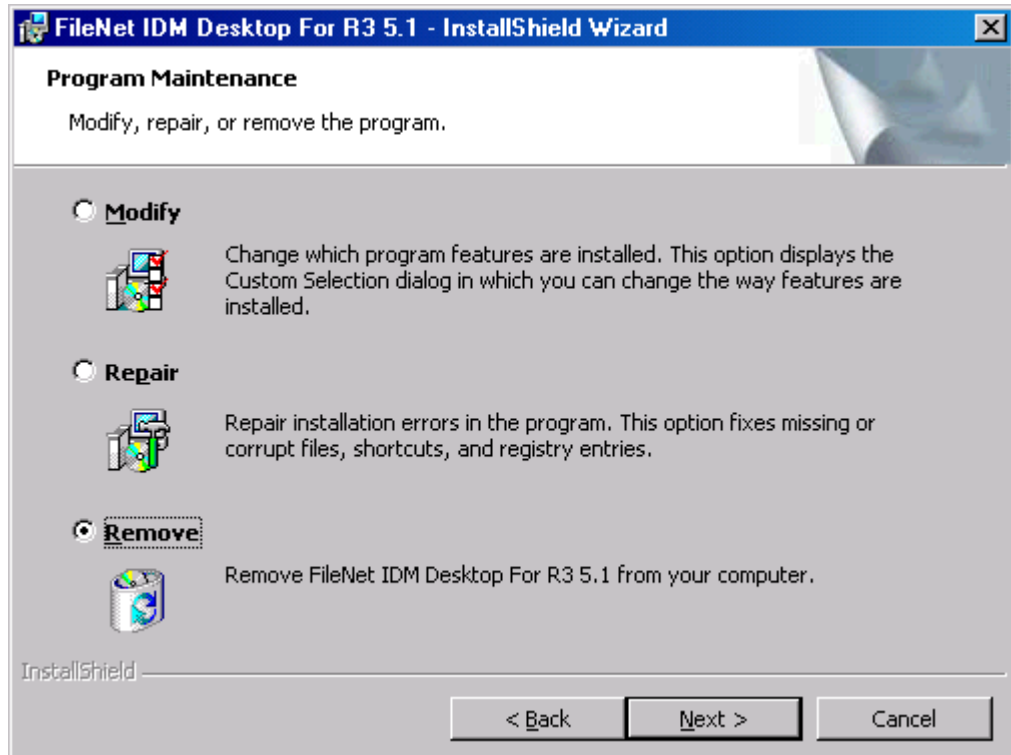 FileNet IDM Desktop For R3 5.1 - InstallShield Wizard
Program Maintenance
Modify, repair, or remove the program.
Modify
Change which program features are installed. This option displays the
Custom Selection dialog in which you can change the way features are
installed.
Repair
Repair installation errors in the program. This option fixes missing or
corrupt files, shortcuts, and registry entries.
Remove
Remove FileNet IDM Desktop For R3 5.1 from your computer.
InstallShield
< Back
Next >
Cancel